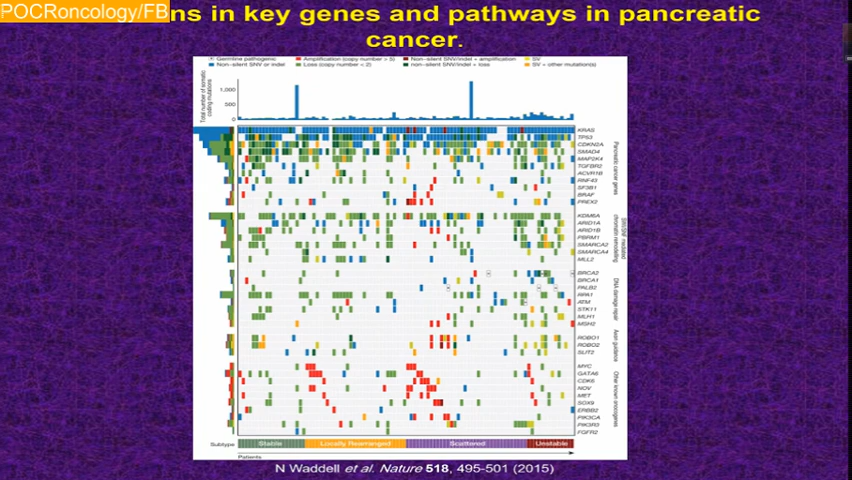 POCRoncology/FB
ns in key genes and pathways in pancreatic
cancer.
Germline pathogenic
Amplification (copy number > 5)
Non-silent SNV/indel + amplification
SV
Non-silent SNV or indel
Loss (copy number < 2)
non-silent SNV/indel + loss
SV + other mutation(s)
Total number of somatic
coding mutations
1,000
500
0
KRAS
TP53
CDKN2A
SMAD4
MAP2K4
TGFBR2
ACVR1B
RNF43
SF3B1
BRAF
PREX2
Pancreatic cancer genes
KDM6A
ARID1A
ARID1B
PBRM1
SMARCA2
SMARCA4
MLL2
SWI/SNF mediated
chromatin remodelling
BRCA2
BRCA1
PALB2
RPA1
ATM
STK11
MLH1
MSH2
DNA damage repair
ROBO1
ROBO2
SLIT2
Axon guidance
MYC
GATA6
CDK6
NOV
MET
SOX9
ERBB2
PIK3CA
PIK3R3
FGFR2
Other known oncogenes
Subtype
Stable
Locally Rearranged
Scattered
Unstable
Patients
N Waddell et al. Nature 518, 495-501 (2015)